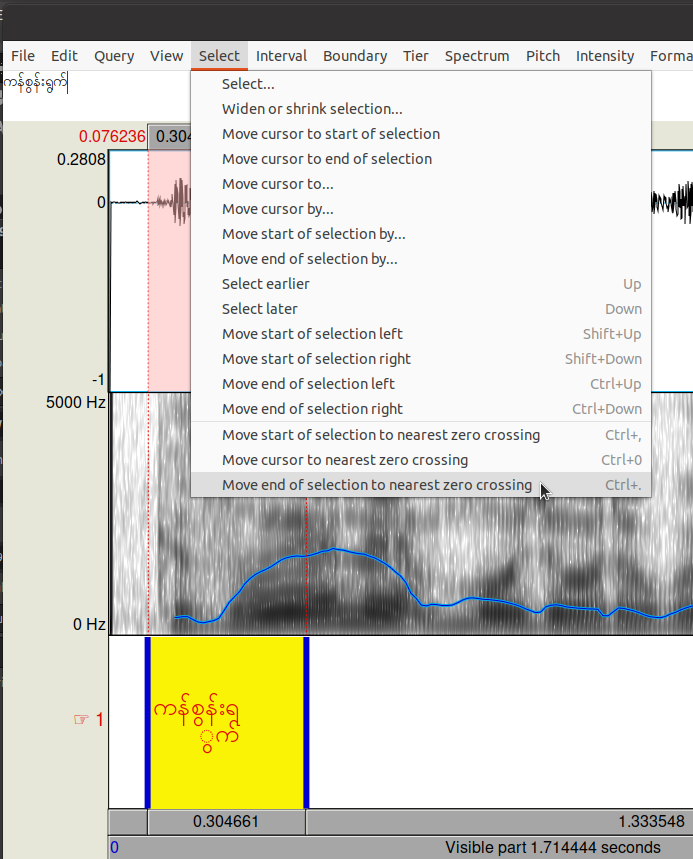 File Edit Query View Select Interval Boundary Tier Spectrum Pitch Intensity Forma
ကန်စွန်းရွက်
Select...
Widen or shrink selection...
Move cursor to start of selection
Move cursor to end of selection
Move cursor to...
Move cursor by...
Move start of selection by...
Move end of selection by...
Select earlier Up
Select later Down
Move start of selection left Shift+Up
Move start of selection right Shift+Down
Move end of selection left Ctrl+Up
Move end of selection right Ctrl+Down
Move start of selection to nearest zero crossing Ctrl+,
Move cursor to nearest zero crossing Ctrl+0
Move end of selection to nearest zero crossing Ctrl+.
0.076236 0.304
0.2808
0
-1
5000 Hz
0 Hz
☞ 1
ကန်စွန်းရ
ွက်
0.304661 1.333548
0 Visible part 1.714444 seconds